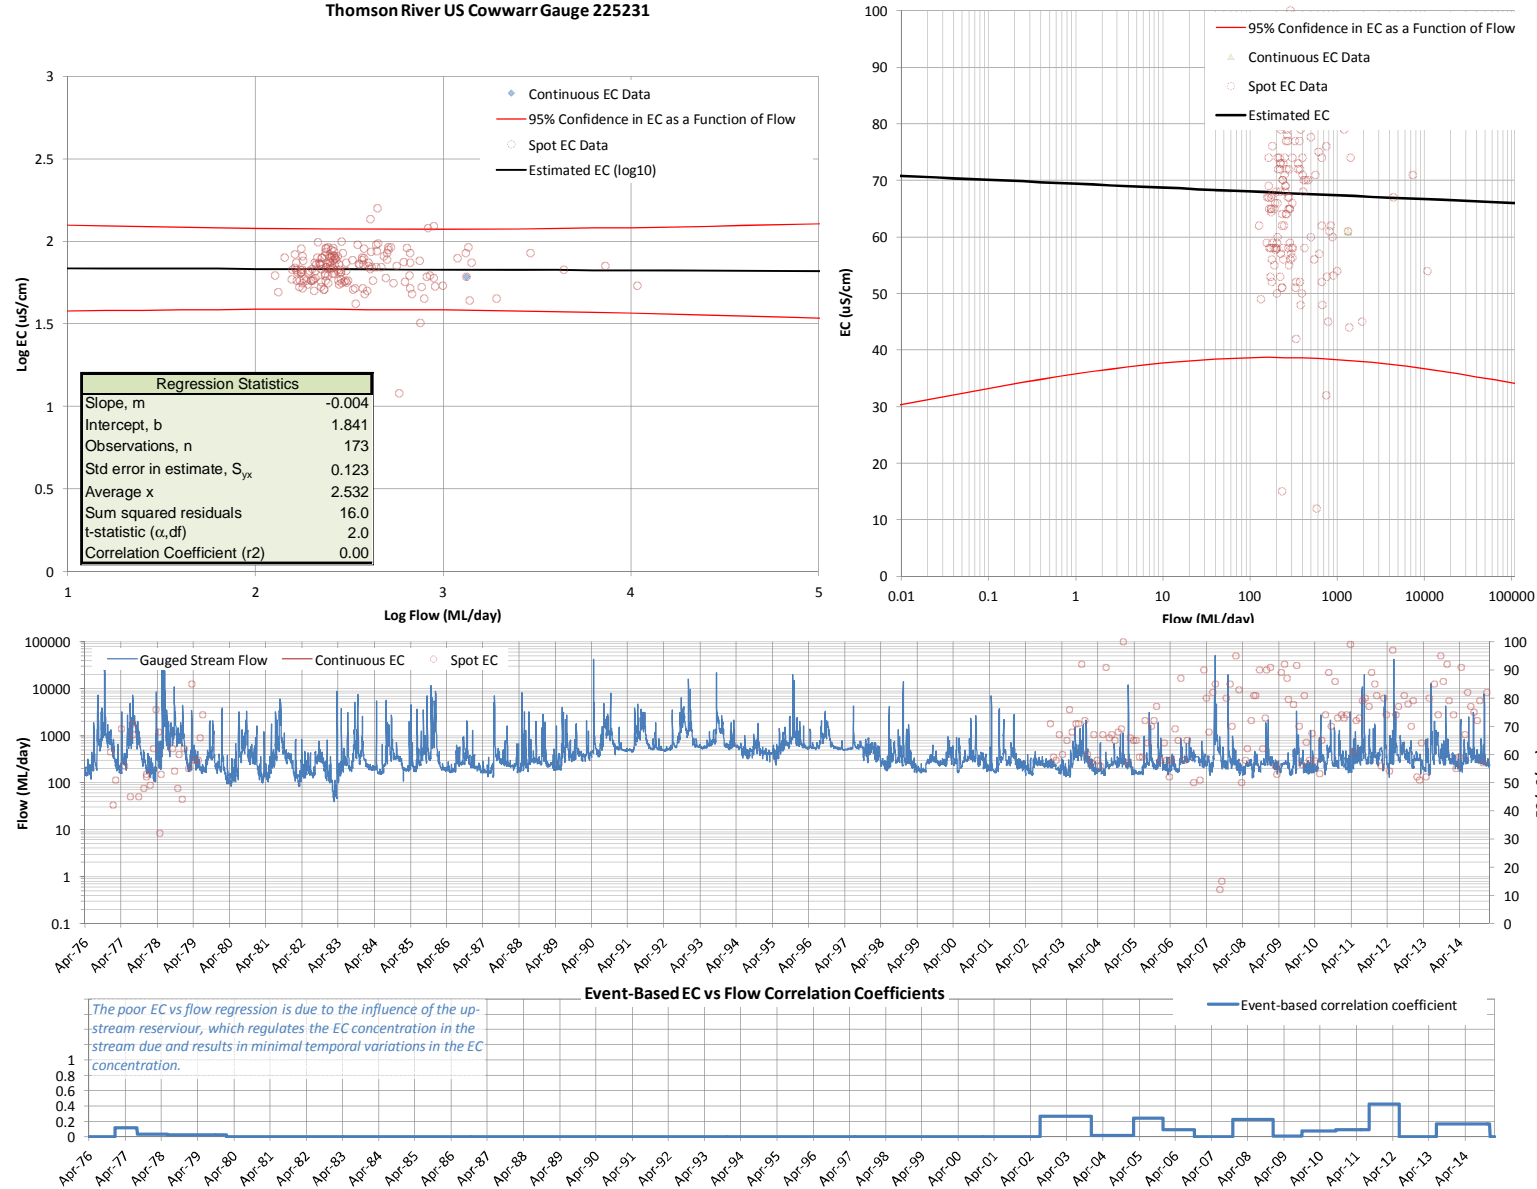 Thomson River US Cowwarr Gauge 225231
3
2.5
2
1.5
1
0.5
0
Log EC (uS/cm)
Continuous EC Data
95% Confidence in EC as a Function of Flow
Spot EC Data
Estimated EC (log10)
Regression Statistics
Slope, m -0.004
Intercept, b 1.841
Observations, n 173
Std error in estimate, Syx 0.123
Average x 2.532
Sum squared residuals 16.0
t-statistic (α,df) 2.0
Correlation Coefficient (r2) 0.00
1 2 3 4 5
Log Flow (ML/day)
100
90
80
70
60
50
40
30
20
10
0
EC (uS/cm)
95% Confidence in EC as a Function of Flow
Continuous EC Data
Spot EC Data
Estimated EC
0.01 0.1 1 10 100 1000 10000 100000
Flow (ML/day)
100000
10000
1000
100
10
1
0.1
Flow (ML/day)
Gauged Stream Flow Continuous EC Spot EC
100
90
80
70
60
50
40
30
20
10
0
Apr-76 Apr-77 Apr-78 Apr-79 Apr-80 Apr-81 Apr-82 Apr-83 Apr-84 Apr-85 Apr-86 Apr-87 Apr-88 Apr-89 Apr-90 Apr-91 Apr-92 Apr-93 Apr-94 Apr-95 Apr-96 Apr-97 Apr-98 Apr-99 Apr-00 Apr-01 Apr-02 Apr-03 Apr-04 Apr-05 Apr-06 Apr-07 Apr-08 Apr-09 Apr-10 Apr-11 Apr-12 Apr-13 Apr-14
Event-Based EC vs Flow Correlation Coefficients
The poor EC vs flow regression is due to the influence of the up-
stream reserviour, which regulates the EC concentration in the
stream due and results in minimal temporal variations in the EC
concentration.
Event-based correlation coefficient
1
0.8
0.6
0.4
0.2
0
Apr-76 Apr-77 Apr-78 Apr-79 Apr-80 Apr-81 Apr-82 Apr-83 Apr-84 Apr-85 Apr-86 Apr-87 Apr-88 Apr-89 Apr-90 Apr-91 Apr-92 Apr-93 Apr-94 Apr-95 Apr-96 Apr-97 Apr-98 Apr-99 Apr-00 Apr-01 Apr-02 Apr-03 Apr-04 Apr-05 Apr-06 Apr-07 Apr-08 Apr-09 Apr-10 Apr-11 Apr-12 Apr-13 Apr-14